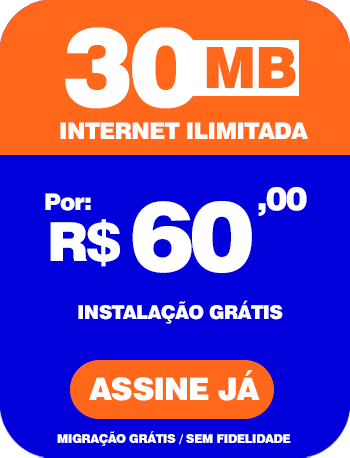 30 MB
INTERNET ILIMITADA
Por:
R$ 60,00
INSTALAÇÃO GRÁTIS
ASSINE JÁ
MIGRAÇÃO GRÁTIS / SEM FIDELIDADE